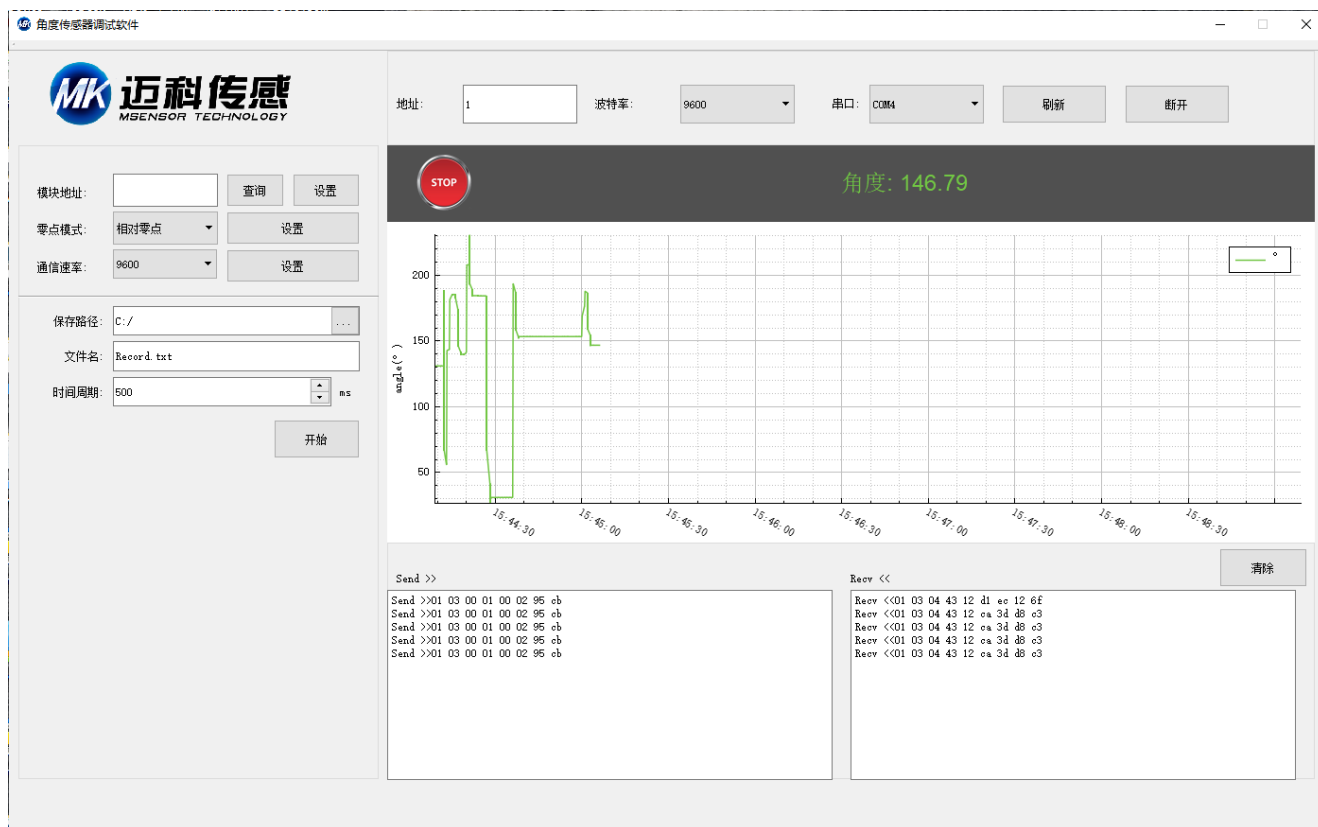 角度传感器调试软件
MK 迈科传感
MSENSOR TECHNOLOGY
地址: 1 波特率: 9600 串口: COM4 刷新 断开
模块地址: 查询 设置
零点模式: 相对零点 设置
通信速率: 9600 设置
保存路径: C:/ ...
文件名: Record.txt
时间周期: 500 ms
开始
STOP
角度: 146.79
°
200
150
100
50
angle(°)
15:44:30 15:45:00 15:45:30 15:46:00 15:46:30 15:47:00 15:47:30 15:48:00 15:48:30
清除
Send >>
Send >>01 03 00 01 00 02 95 cb
Send >>01 03 00 01 00 02 95 cb
Send >>01 03 00 01 00 02 95 cb
Send >>01 03 00 01 00 02 95 cb
Send >>01 03 00 01 00 02 95 cb
Recv <<
Recv <<01 03 04 43 12 d1 ec 12 6f
Recv <<01 03 04 43 12 ca 3d d8 c3
Recv <<01 03 04 43 12 ca 3d d8 c3
Recv <<01 03 04 43 12 ca 3d d8 c3
Recv <<01 03 04 43 12 ca 3d d8 c3